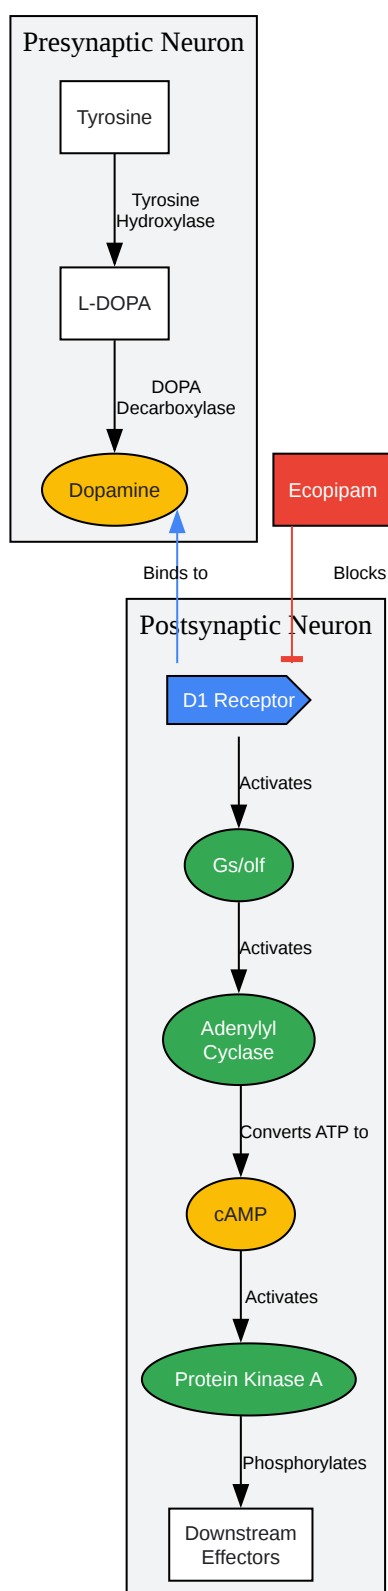 Presynaptic Neuron
Tyrosine
Tyrosine
Hydroxylase
L-DOPA
DOPA
Decarboxylase
Dopamine
Ecopipam
Binds to
Blocks
Postsynaptic Neuron
D1 Receptor
Activates
Gs/olf
Activates
Adenylyl
Cyclase
Converts ATP to
cAMP
Activates
Protein Kinase A
Phosphorylates
Downstream
Effectors